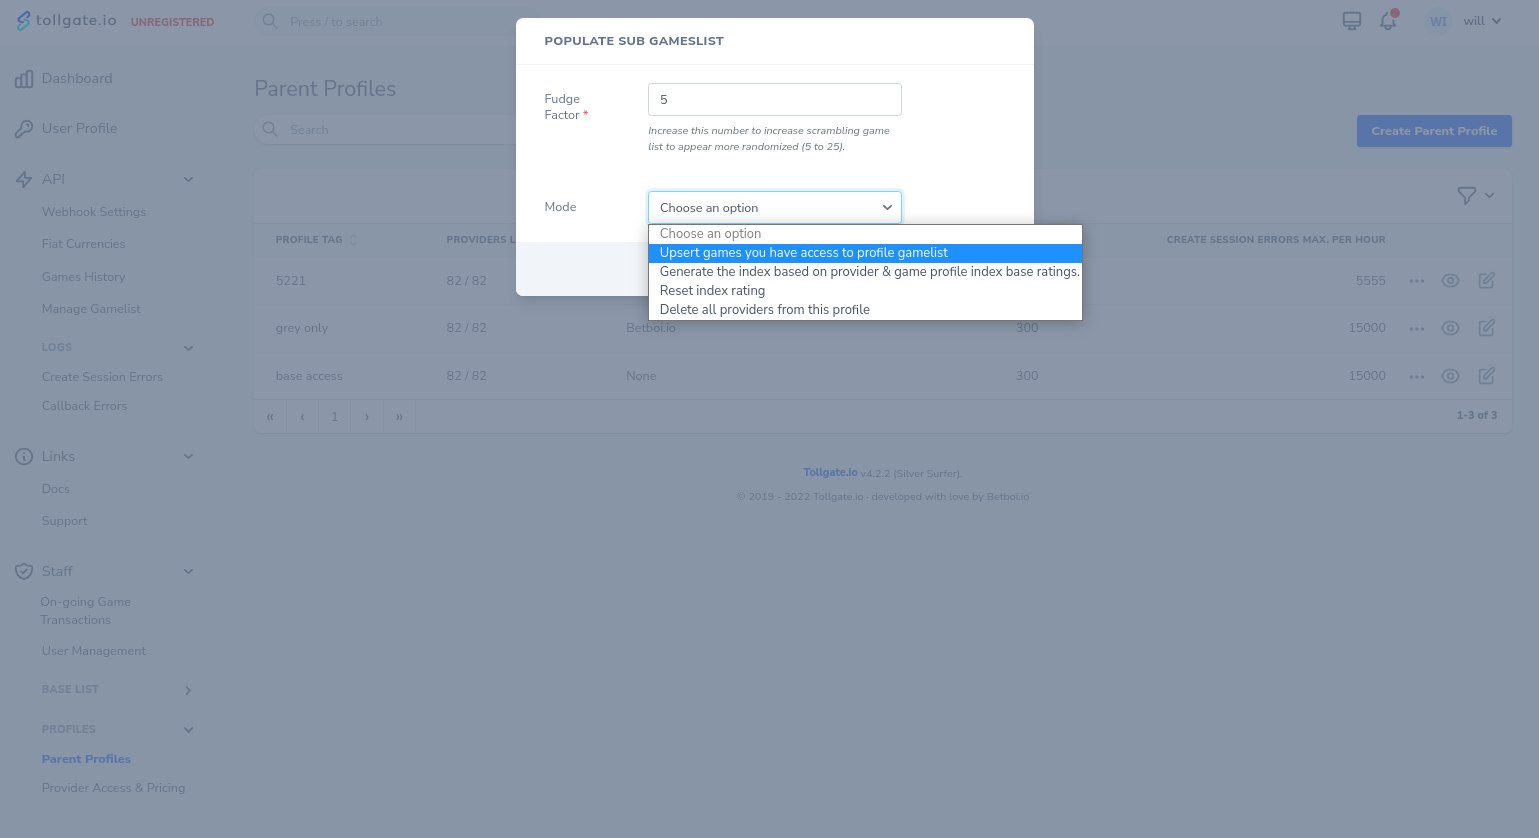 tollgate.io UNREGISTERED
Press / to search
WI will
Dashboard
User Profile
API
Webhook Settings
Fiat Currencies
Games History
Manage Gamelist
LOGS
Create Session Errors
Callback Errors
Links
Docs
Support
Staff
On-going Game
Transactions
User Management
BASE LIST
PROFILES
Parent Profiles
Provider Access & Pricing
Parent Profiles
Search
Create Parent Profile
PROFILE TAG PROVIDERS L CREATE SESSION ERRORS MAX. PER HOUR
5221 82 / 82 5555
grey only 82 / 82 Betboi.io 300 15000
base access 82 / 82 None 300 15000
« ‹ 1 › » 1-3 of 3
Tollgate.io v4.2.2 (Silver Surfer).
© 2019 - 2022 Tollgate.io · developed with love by Betboi.io
POPULATE SUB GAMESLIST
Fudge
Factor *
5
Increase this number to increase scrambling game
list to appear more randomized (5 to 25).
Mode
Choose an option
Choose an option
Upsert games you have access to profile gamelist
Generate the index based on provider & game profile index base ratings.
Reset index rating
Delete all providers from this profile